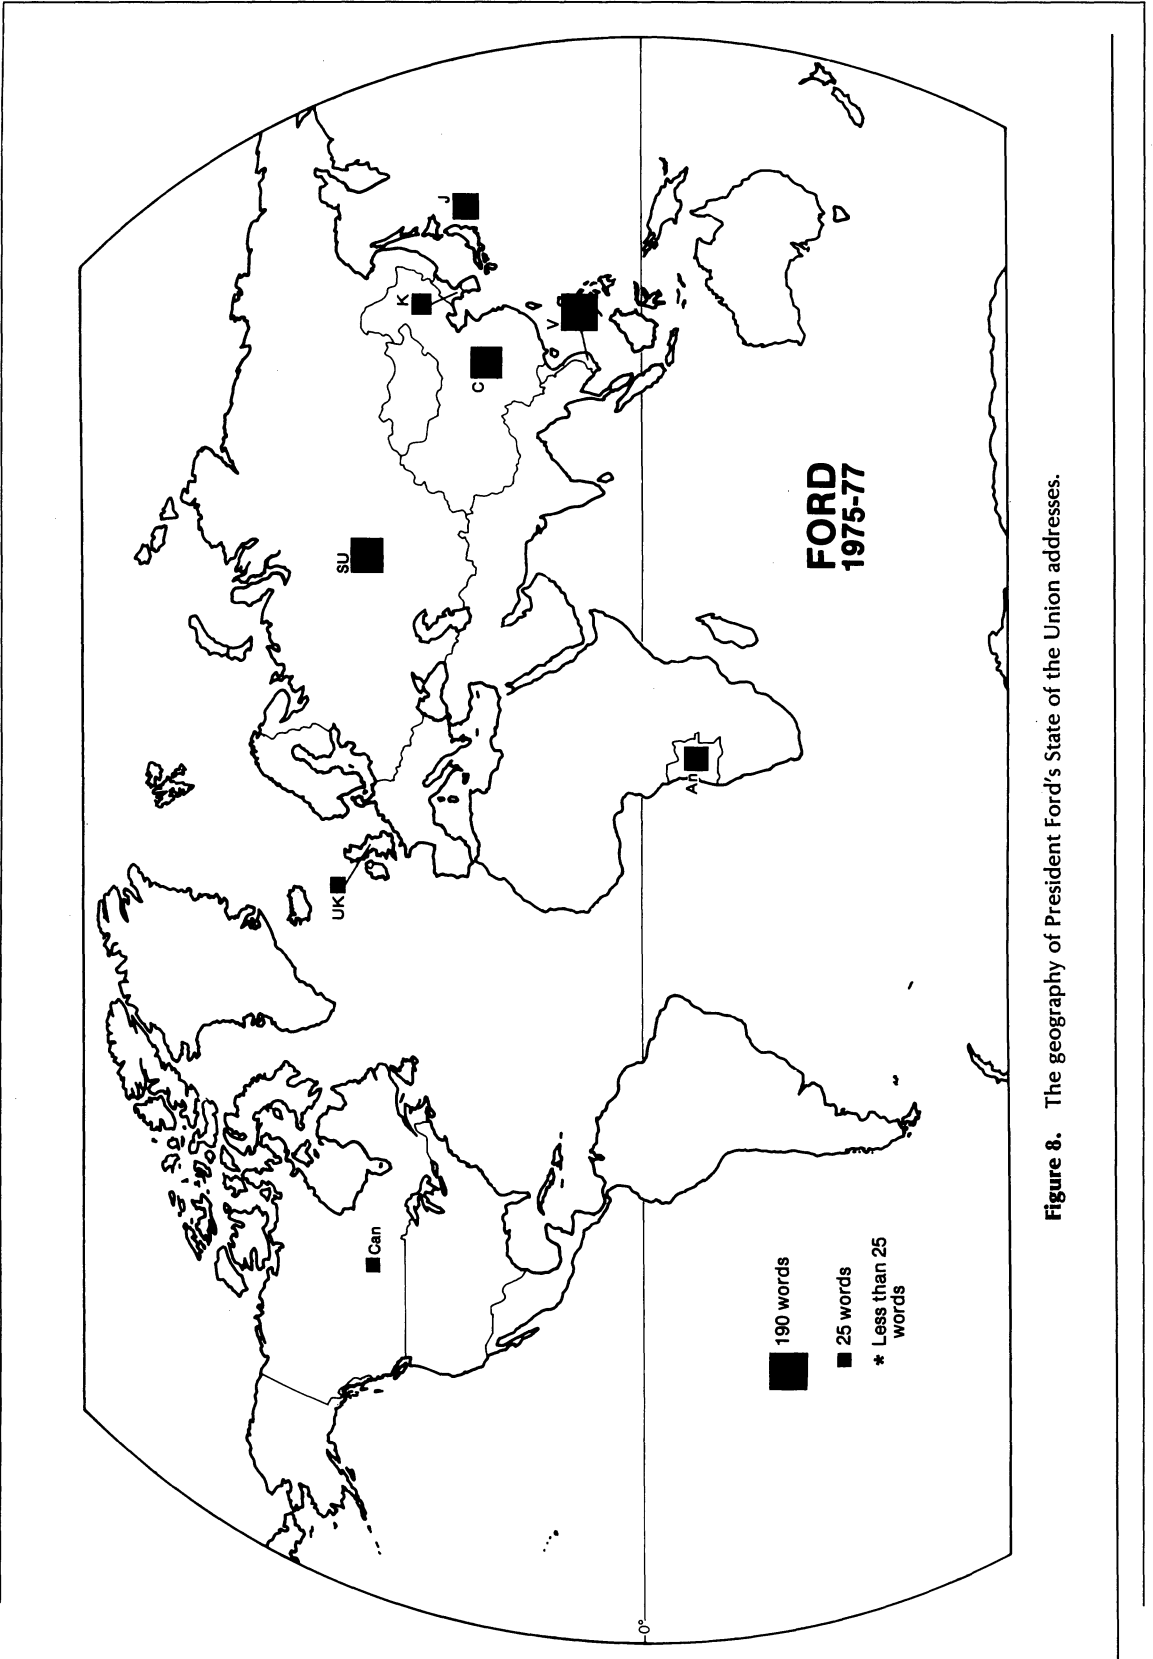 UK
SU
K
J
C
V
Can
An
0°
FORD
1975-77
190 words
25 words
* Less than 25
words
Figure 8. The geography of President Ford's State of the Union addresses.